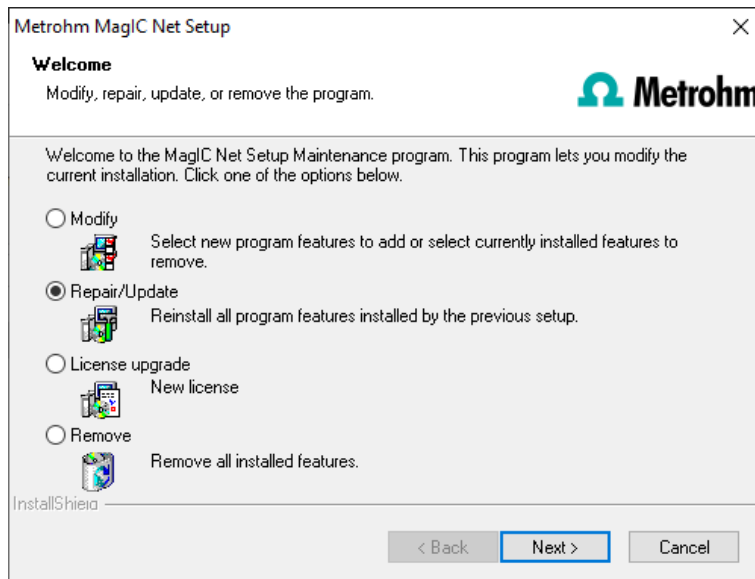 Metrohm MagIC Net Setup
Welcome
Modify, repair, update, or remove the program.
Metrohm
Welcome to the MagIC Net Setup Maintenance program. This program lets you modify the
current installation. Click one of the options below.
Modify
Select new program features to add or select currently installed features to
remove.
Repair/Update
Reinstall all program features installed by the previous setup.
License upgrade
New license
Remove
Remove all installed features.
InstallShield
< Back
Next >
Cancel